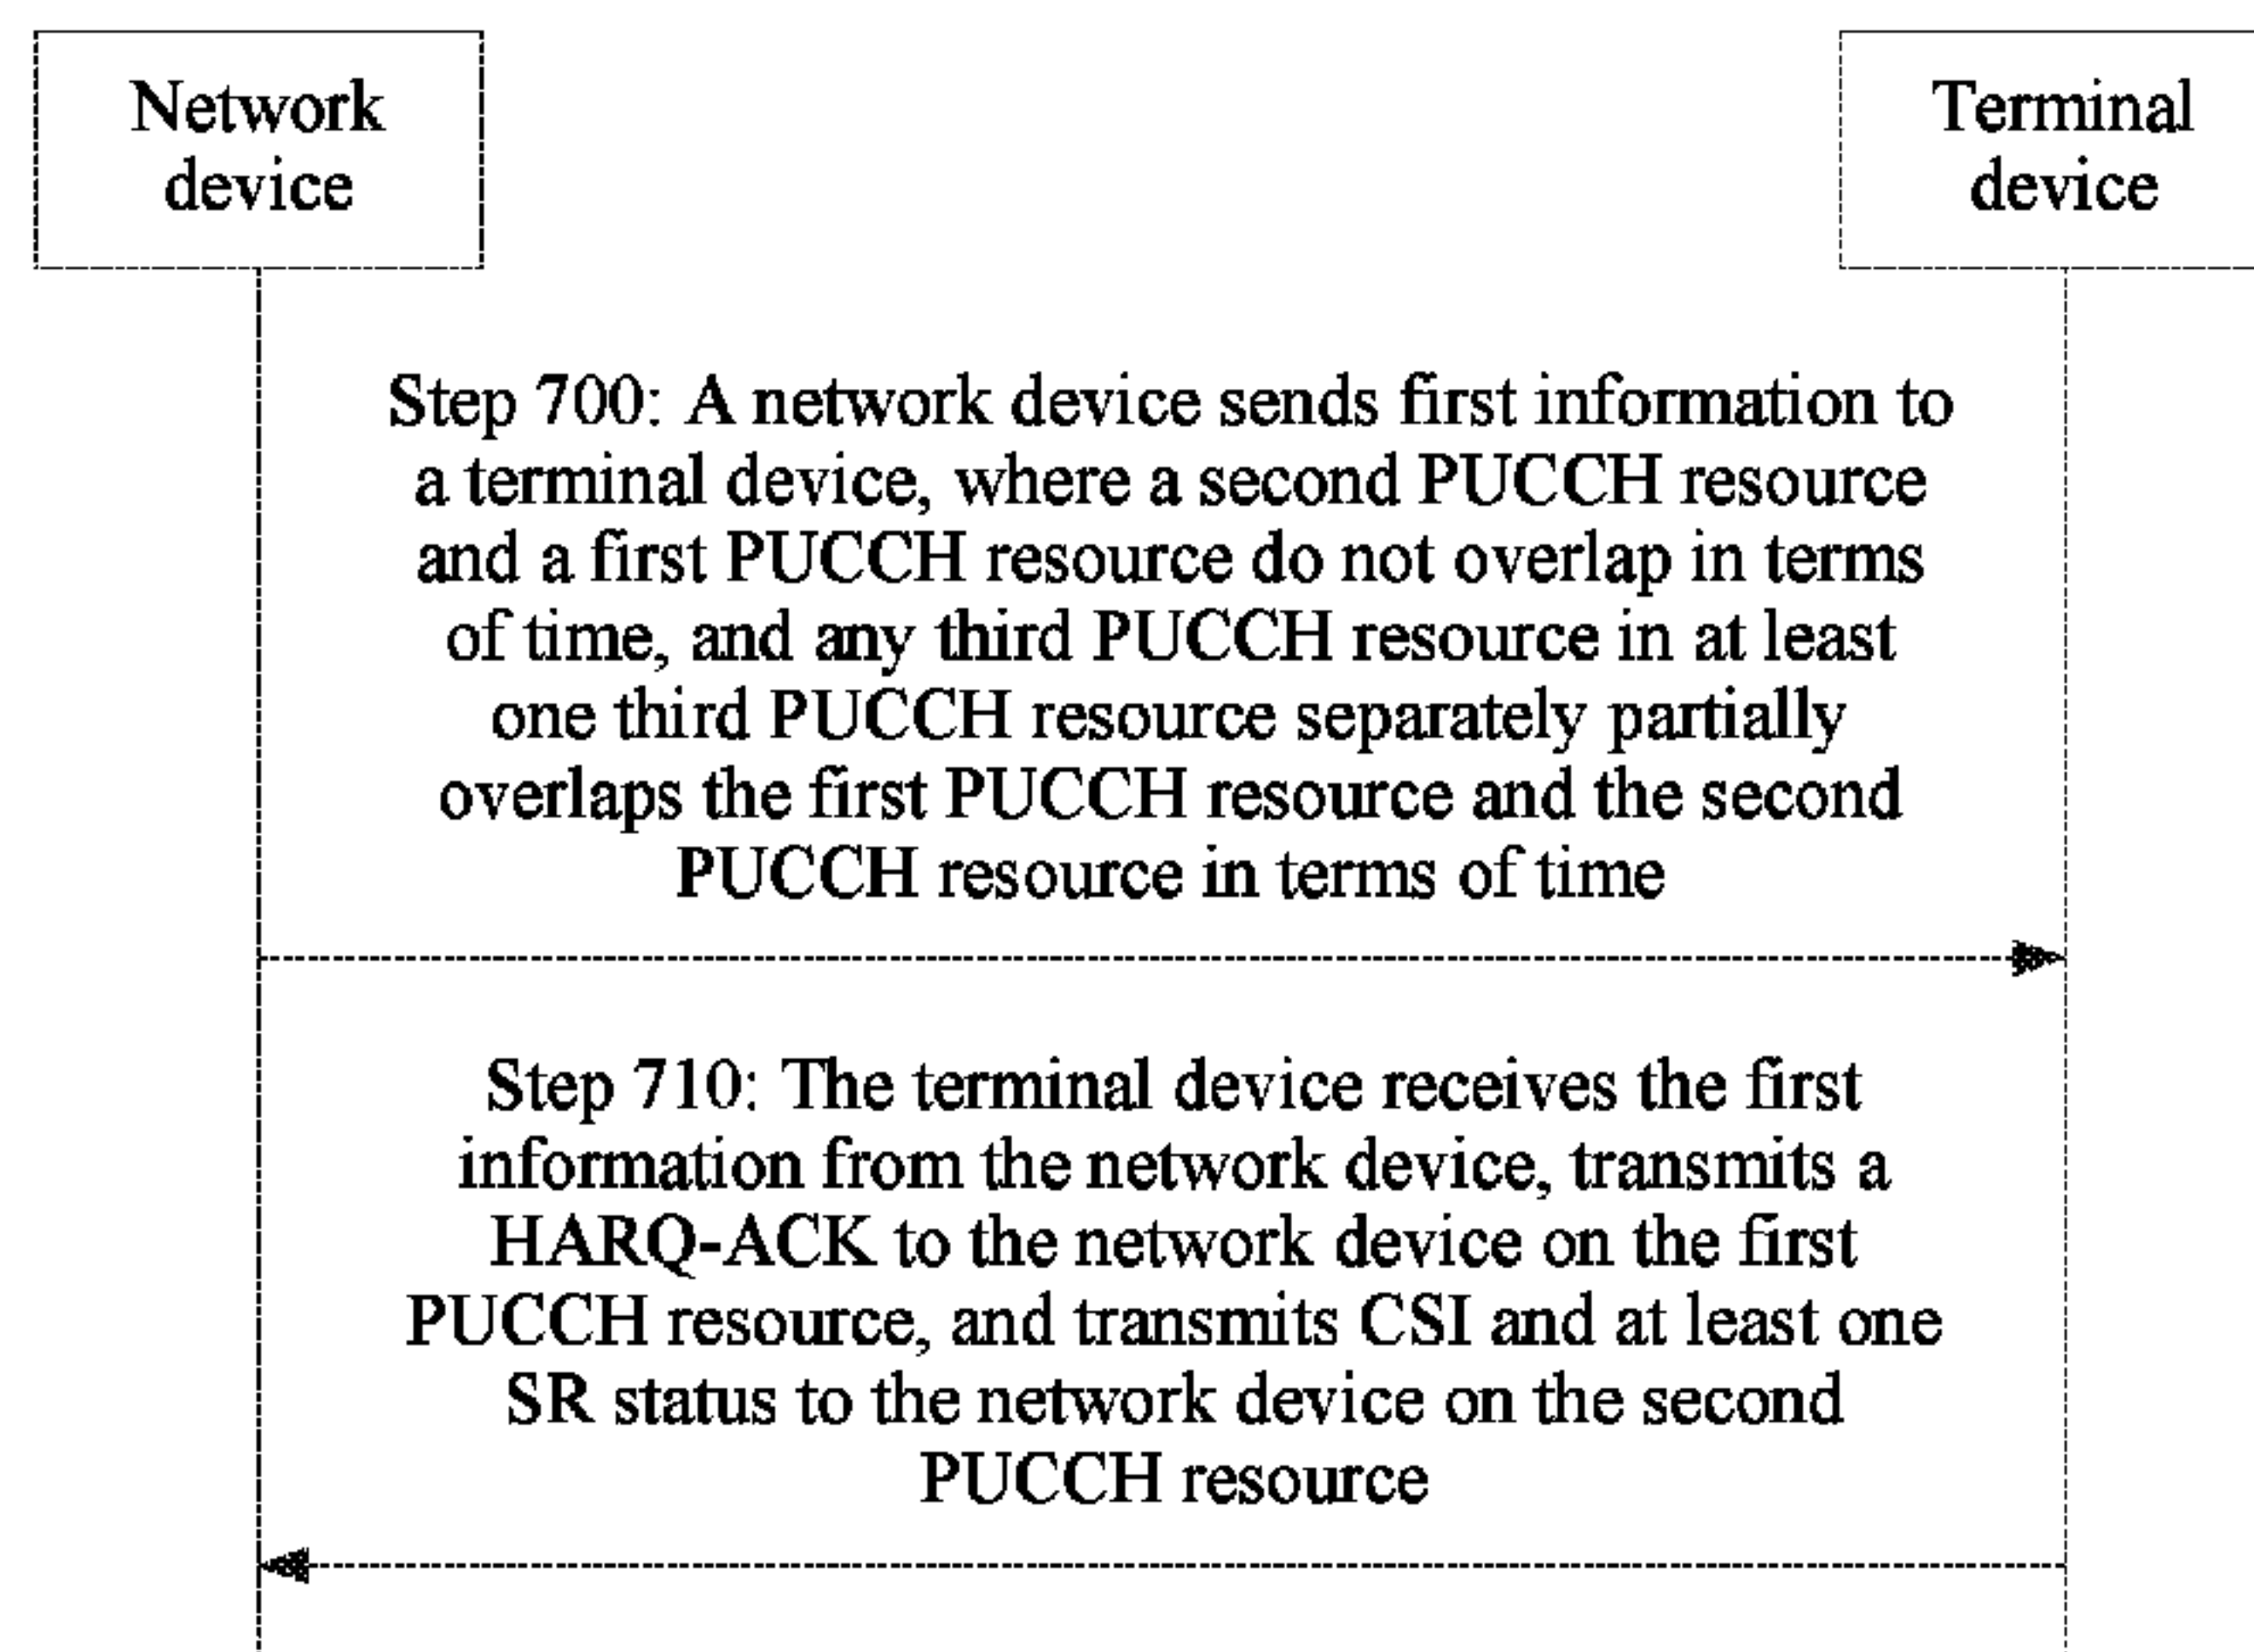 Network
device
Terminal
device
Step 700: A network device sends first information to
a terminal device, where a second PUCCH resource
and a first PUCCH resource do not overlap in terms
of time, and any third PUCCH resource in at least
one third PUCCH resource separately partially
overlaps the first PUCCH resource and the second
PUCCH resource in terms of time
Step 710: The terminal device receives the first
information from the network device, transmits a
HARQ-ACK to the network device on the first
PUCCH resource, and transmits CSI and at least one
SR status to the network device on the second
PUCCH resource